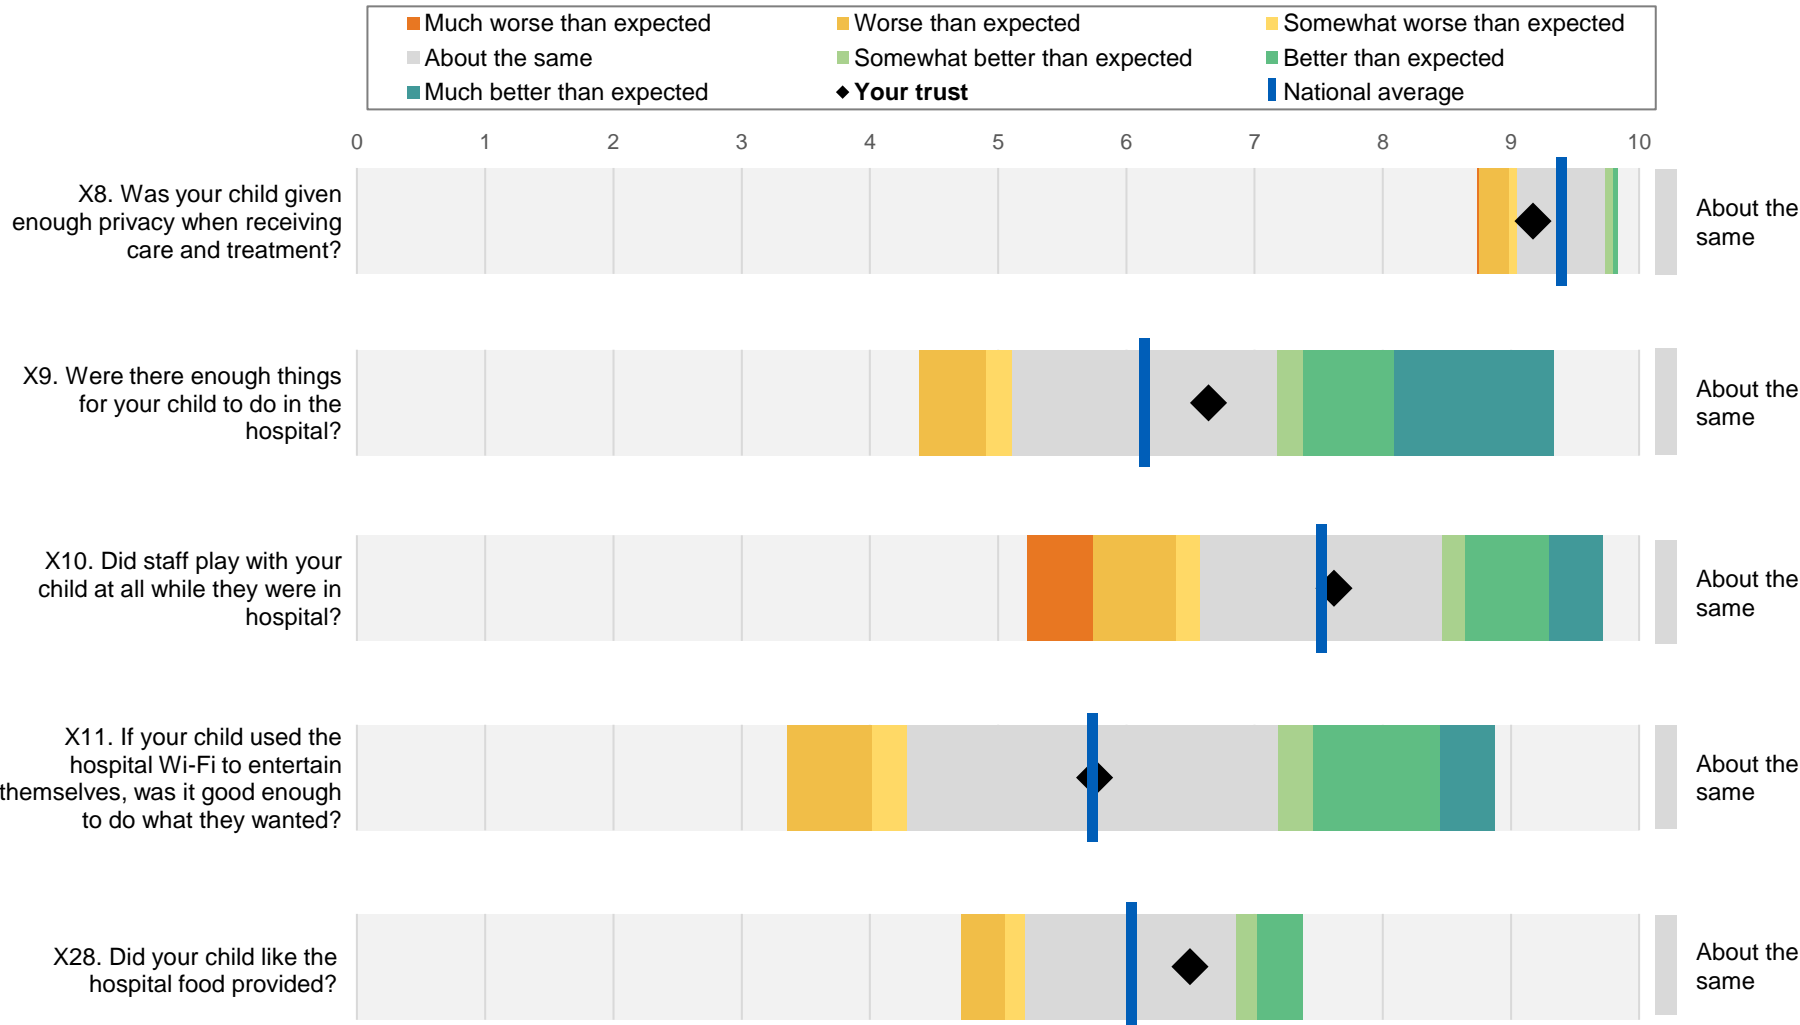 Much worse than expected
Worse than expected
Somewhat worse than expected
About the same
Somewhat better than expected
Better than expected
Much better than expected
Your trust
National average
0 1 2 3 4 5 6 7 8 9 10
X8. Was your child given
enough privacy when receiving
care and treatment?
About the
same
X9. Were there enough things
for your child to do in the
hospital?
About the
same
X10. Did staff play with your
child at all while they were in
hospital?
About the
same
X11. If your child used the
hospital Wi-Fi to entertain
themselves, was it good enough
to do what they wanted?
About the
same
X28. Did your child like the
hospital food provided?
About the
same